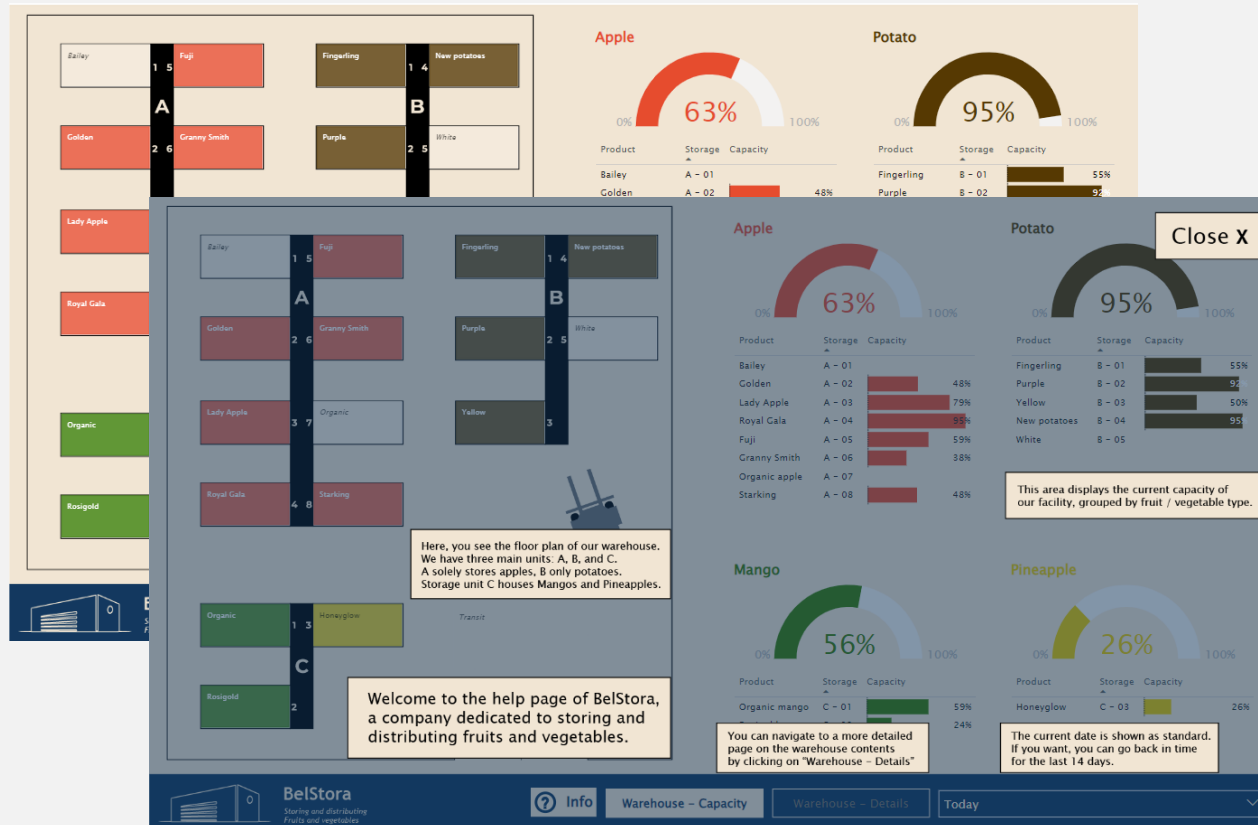 Bailey
1 5
Fuji
A
Golden
2 6
Granny Smith
Lady Apple
Royal Gala
Organic
Rosigold
Fingerling
1 4
New potatoes
B
Purple
2 5
White
Apple
63%
0%
100%
Product Storage Capacity
Bailey A - 01
Golden A - 02 48%
Potato
95%
0%
100%
Product Storage Capacity
Fingerling B - 01 55%
Purple B - 02 92%
Bailey
1 5
Fuji
A
Golden
2 6
Granny Smith
Lady Apple
3 7
Organic
Royal Gala
4 8
Starking
Fingerling
1 4
New potatoes
B
Purple
2 5
White
Yellow
3
Here, you see the floor plan of our warehouse.
We have three main units: A, B, and C.
A solely stores apples, B only potatoes.
Storage unit C houses Mangos and Pineapples.
Organic
1 3
Honeyglow
Transit
C
Rosigold
2
Welcome to the help page of BelStora,
a company dedicated to storing and
distributing fruits and vegetables.
Apple
63%
0%
100%
Product Storage Capacity
Bailey A - 01
Golden A - 02 48%
Lady Apple A - 03 79%
Royal Gala A - 04 95%
Fuji A - 05 59%
Granny Smith A - 06 38%
Organic apple A - 07
Starking A - 08 48%
Potato
Close X
95%
0%
100%
Product Storage Capacity
Fingerling B - 01 55%
Purple B - 02 92%
Yellow B - 03 50%
New potatoes B - 04 95%
White B - 05
This area displays the current capacity of
our facility, grouped by fruit / vegetable type.
Mango
56%
0%
100%
Product Storage Capacity
Organic mango C - 01 59%
24%
You can navigate to a more detailed
page on the warehouse contents
by clicking on "Warehouse - Details"
Pineapple
26%
0%
100%
Product Storage Capacity
Honeyglow C - 03 26%
The current date is shown as standard.
If you want, you can go back in time
for the last 14 days.
BelStora
Storing and distributing
Fruits and vegetables
? Info
Warehouse - Capacity
Warehouse - Details
Today